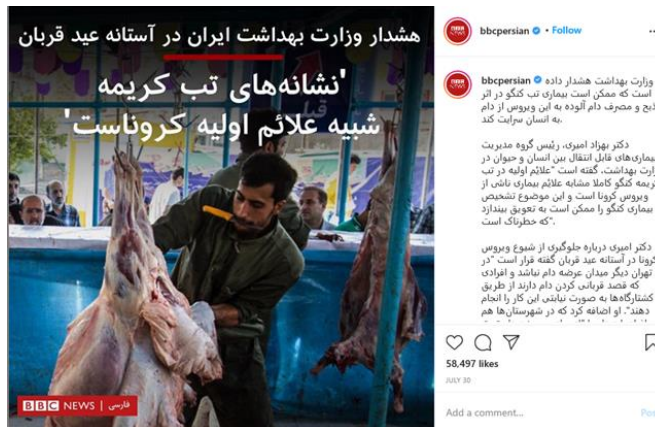 هشدار وزارت بهداشت ایران در آستانه عید قربان
'نشانه‌های تب کریمه
شبیه علائم اولیه کروناست'
BBC NEWS | فارسی
bbcpersian • Follow
bbcpersian وزارت بهداشت هشدار داده
است که ممکن است بیماری تب کنگو در اثر
ذبح و مصرف دام آلوده به این ویروس از دام
به انسان سرایت کند.
دکتر بهزاد امیری، رئیس گروه مدیریت
بیماری‌های قابل انتقال بین انسان و حیوان در
وزارت بهداشت، گفته است "علائم اولیه در تب
کریمه کنگو کاملا مشابه علائم بیماری ناشی از
ویروس کرونا است و این موضوع تشخیص
بیماری کنگو را ممکن است به تعویق بیندازد
که خطرناک است".
دکتر امیری درباره جلوگیری از شیوع ویروس
کرونا در آستانه عید قربان گفته قرار است "در
تهران دیگر میدان عرضه دام نباشد و افرادی
که قصد قربانی کردن دام دارند از طریق
کشتارگاه‌ها به صورت نیابتی این کار را انجام
دهند". او اضافه کرد که در شهرستان‌ها هم
58,497 likes
JULY 30
Add a comment...